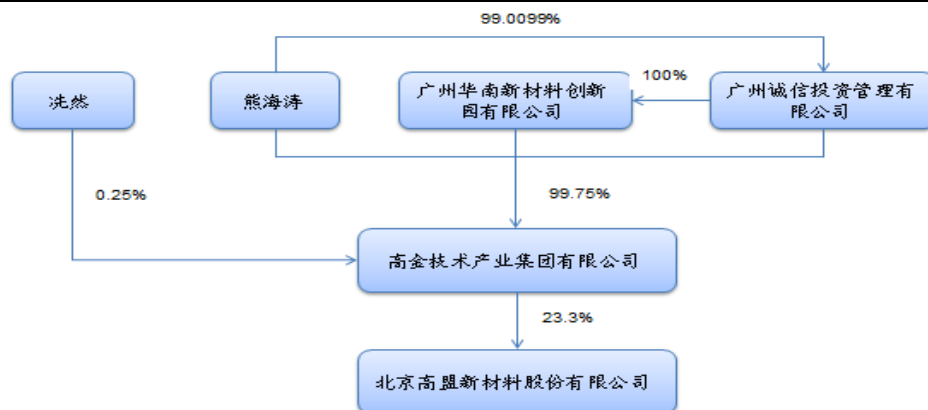 99.0099%
冼然
熊海涛
广州华南新材料创新
园有限公司
100%
广州诚信投资管理有
限公司
0.25%
99.75%
高金技术产业集团有限公司
23.3%
北京高盟新材料股份有限公司